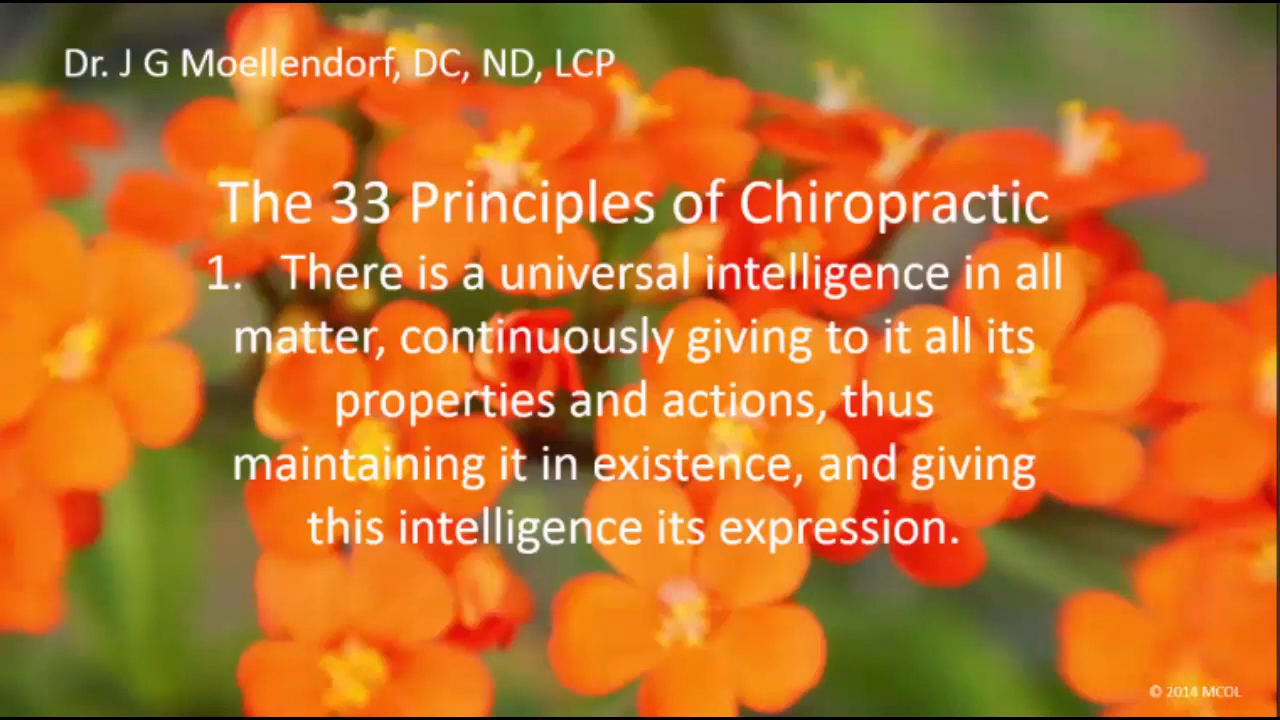 Dr. J G Moellendorf, DC, ND, LCP
The 33 Principles of Chiropractic
1. There is a universal intelligence in all
matter, continuously giving to it all its
properties and actions, thus
maintaining it in existence, and giving
this intelligence its expression.
© 2014 MCOL